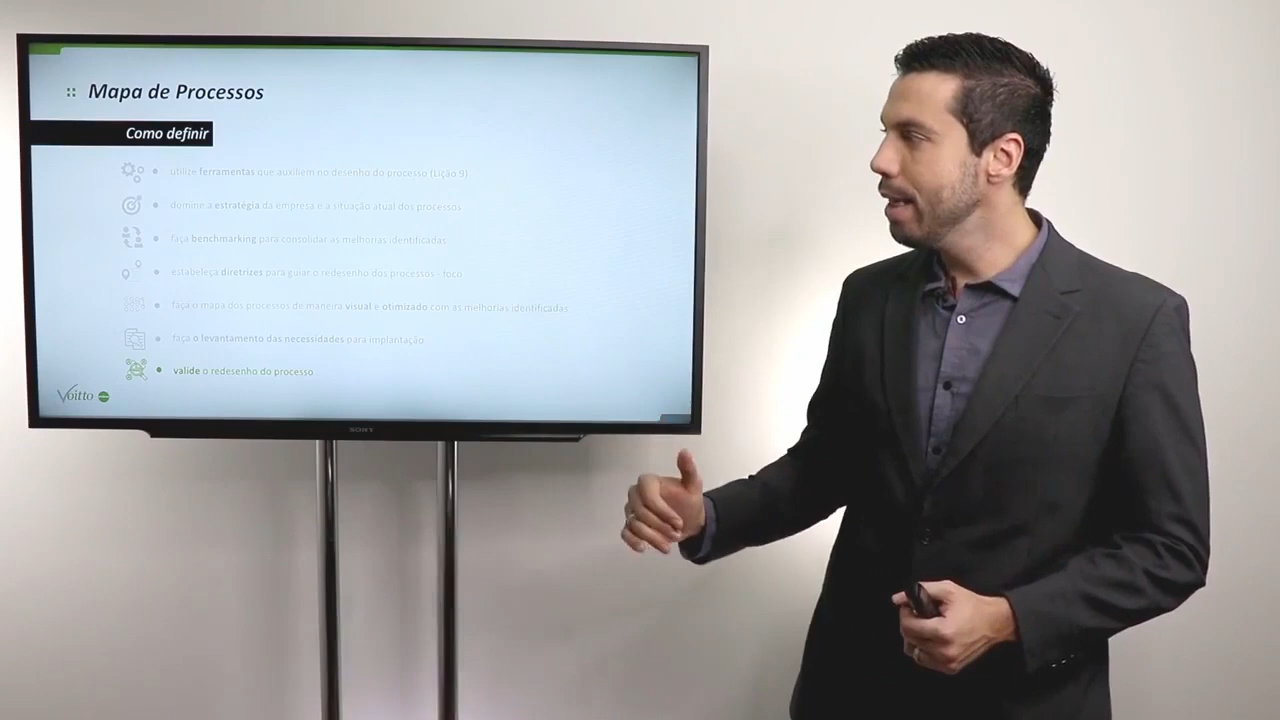 Mapa de Processos
Como definir
utilize ferramentas que auxiliem no desenho do processo (Lição 9)
domine a estratégia da empresa e a situação atual dos processos
faça benchmarking para consolidar as melhorias identificadas
estabeleça diretrizes para guiar o redesenho dos processos - foco
faça o mapa dos processos de maneira visual e otimizado com as melhorias identificadas
faça o levantamento das necessidades para implantação
valide o redesenho do processo
Voitto
SONY